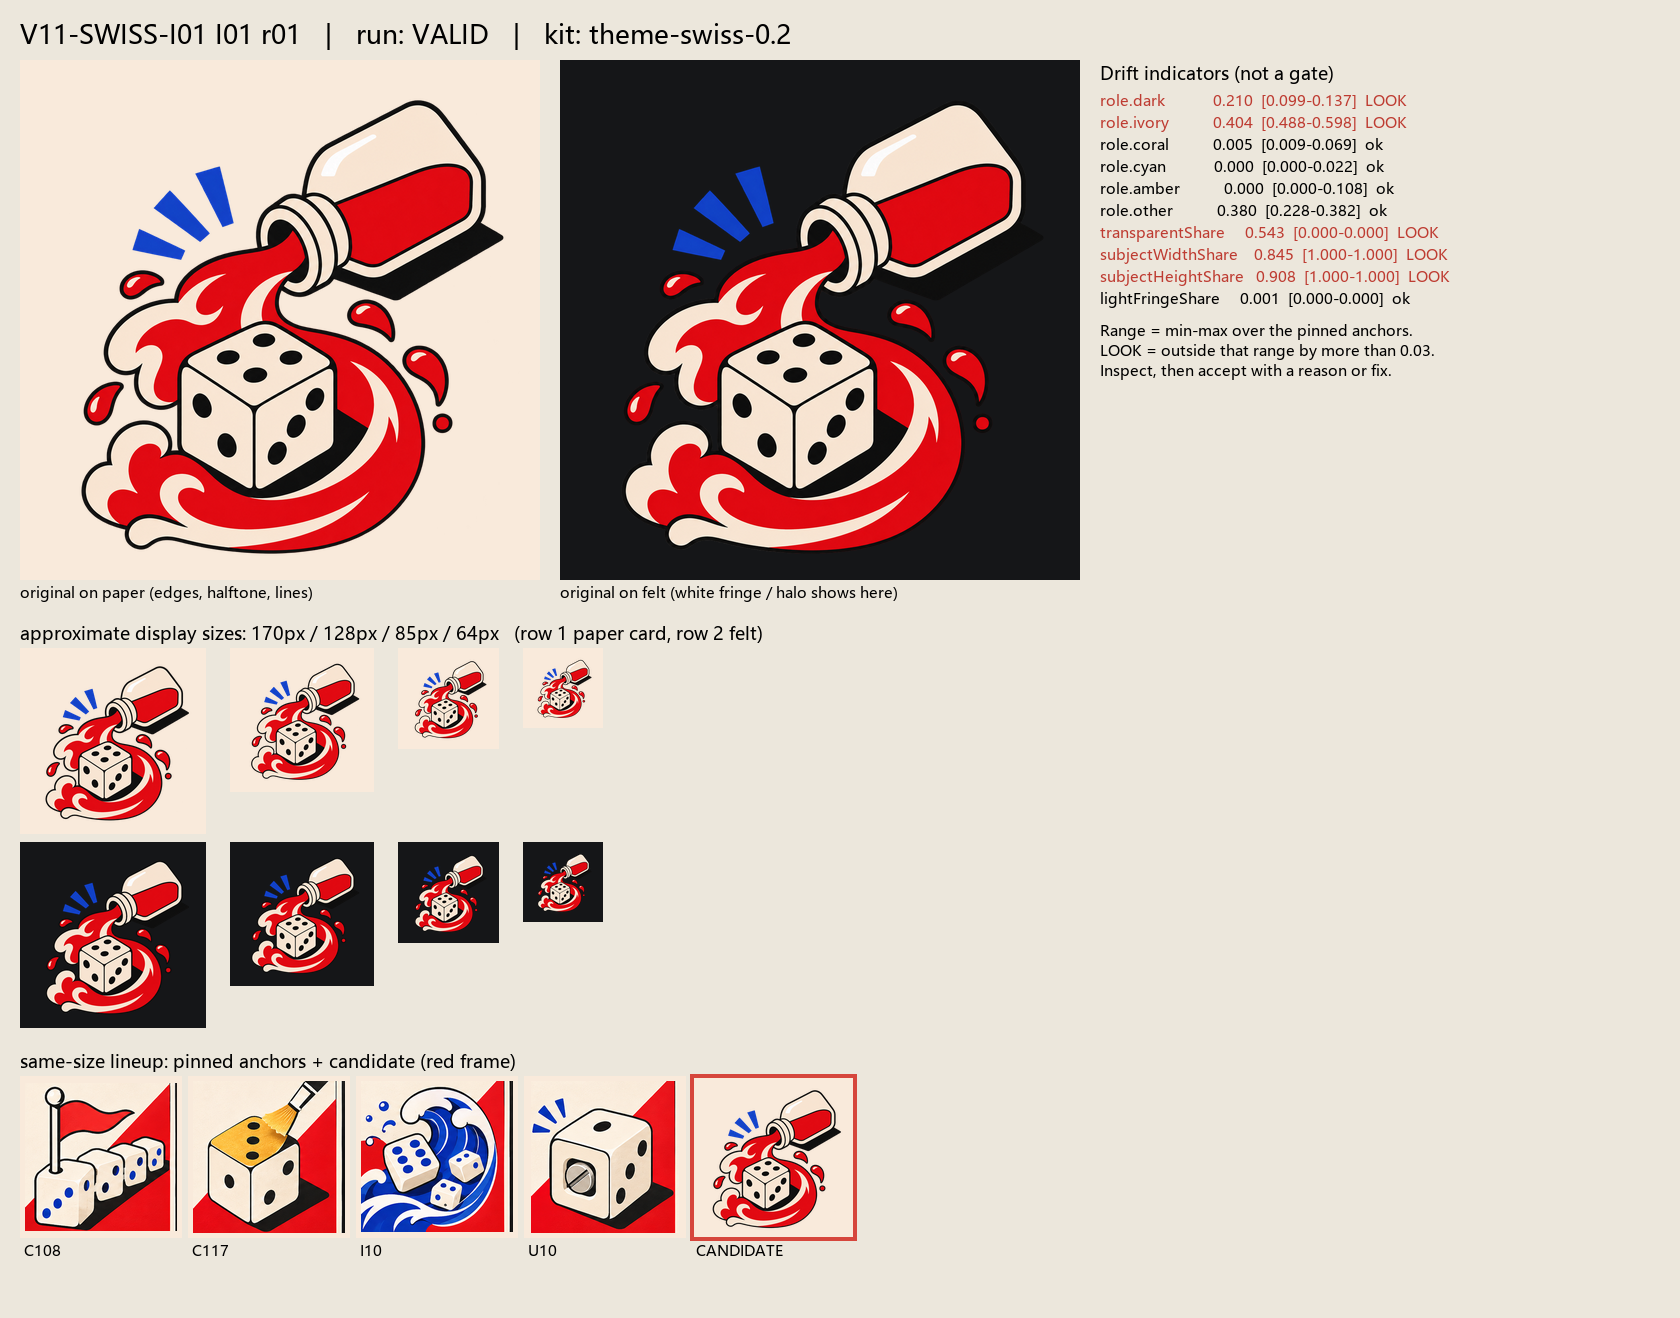 V11-SWISS-I01 I01 r01 | run: VALID | kit: theme-swiss-0.2
Drift indicators (not a gate)
role.dark 0.210 [0.099-0.137] LOOK
role.ivory 0.404 [0.488-0.598] LOOK
role.coral 0.005 [0.009-0.069] ok
role.cyan 0.000 [0.000-0.022] ok
role.amber 0.000 [0.000-0.108] ok
role.other 0.380 [0.228-0.382] ok
transparentShare 0.543 [0.000-0.000] LOOK
subjectWidthShare 0.845 [1.000-1.000] LOOK
subjectHeightShare 0.908 [1.000-1.000] LOOK
lightFringeShare 0.001 [0.000-0.000] ok
Range = min-max over the pinned anchors.
LOOK = outside that range by more than 0.03.
Inspect, then accept with a reason or fix.
original on paper (edges, halftone, lines)
original on felt (white fringe / halo shows here)
approximate display sizes: 170px / 128px / 85px / 64px (row 1 paper card, row 2 felt)
same-size lineup: pinned anchors + candidate (red frame)
C108
C117
I10
U10
CANDIDATE